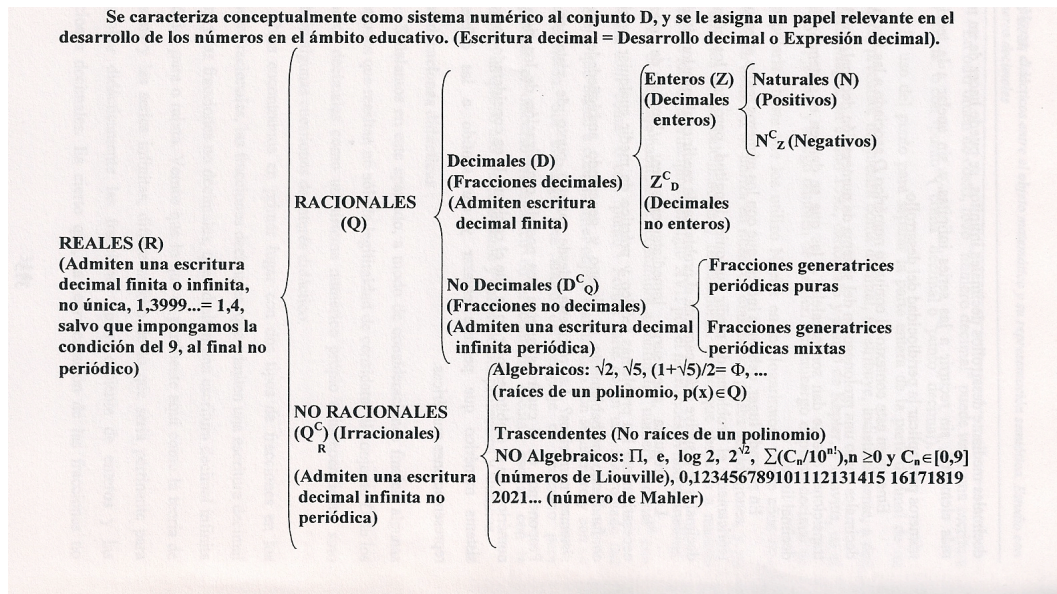 Se caracteriza conceptualmente como sistema numérico al conjunto D, y se le asigna un papel relevante en el
desarrollo de los números en el ámbito educativo. (Escritura decimal = Desarrollo decimal o Expresión decimal).
REALES (R)
(Admiten una escritura
decimal finita o infinita,
no única, 1,3999...= 1,4,
salvo que impongamos la
condición del 9, al final no
periódico)
RACIONALES
(Q)
Decimales (D)
(Fracciones decimales)
(Admiten escritura
decimal finita)
Enteros (Z)
(Decimales
enteros)
Naturales (N)
(Positivos)
N^C_Z (Negativos)
Z^C_D
(Decimales
no enteros)
No Decimales (D^C_Q)
(Fracciones no decimales)
(Admiten una escritura decimal
infinita periódica)
Fracciones generatrices
periódicas puras
Fracciones generatrices
periódicas mixtas
NO RACIONALES
(Q^C_R) (Irracionales)
(Admiten una escritura
decimal infinita no
periódica)
Algebraicos: √2, √5, (1+√5)/2= Φ, ...
(raíces de un polinomio, p(x)∈Q)
Trascendentes (No raíces de un polinomio)
NO Algebraicos: Π, e, log 2, 2^√2, ∑(C_n/10^n!),n ≥0 y C_n∈[0,9]
(números de Liouville), 0,123456789101112131415 16171819
2021... (número de Mahler)